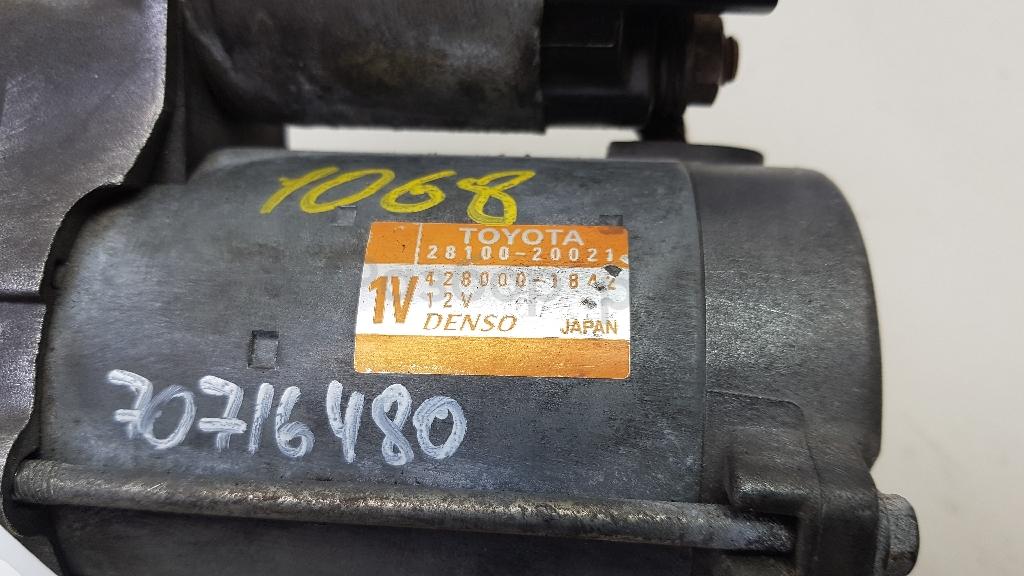 1068
TOYOTA
28100-20021
428000-1842
1V
12V
DENSO JAPAN
70716480